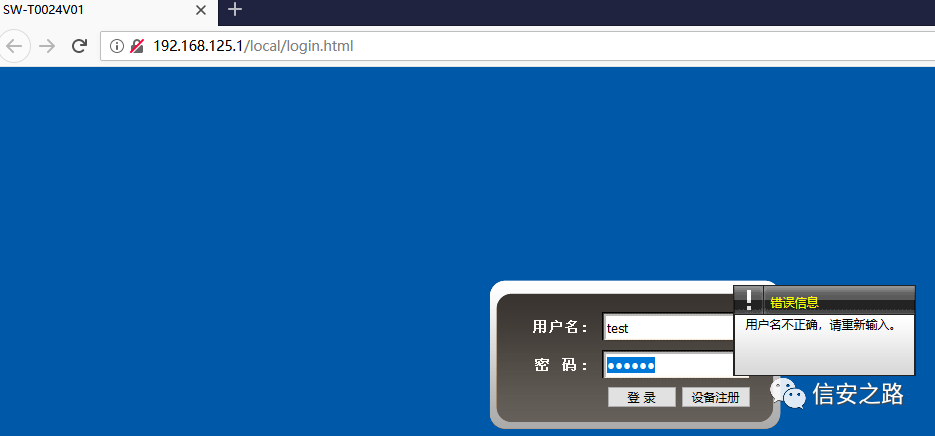 SW-T0024V01
192.168.125.1/local/login.html
错误信息
用户名不正确，请重新输入。
用户名： test
密 码： ●●●●●●
登 录 设备注册
信安之路